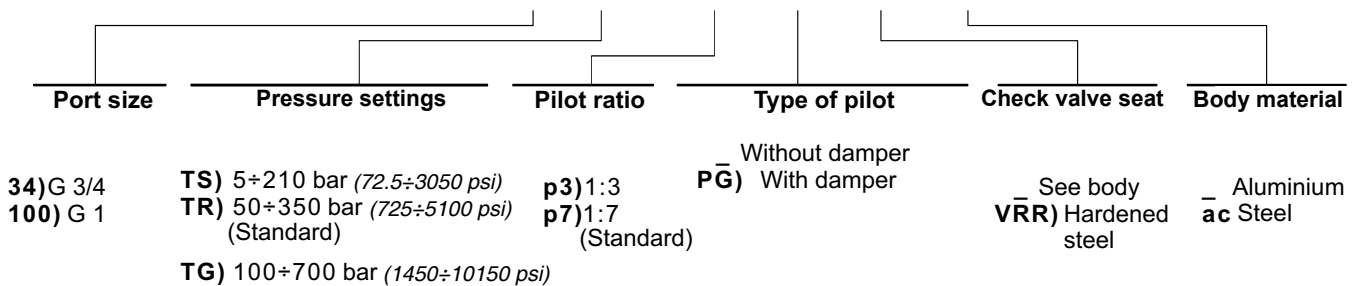 Port size
Pressure settings
Pilot ratio
Type of pilot
Check valve seat
Body material
34)G 3/4
100) G 1
TS) 5÷210 bar (72.5÷3050 psi)
TR) 50÷350 bar (725÷5100 psi)
(Standard)
TG) 100÷700 bar (1450÷10150 psi)
p3)1:3
p7)1:7
(Standard)
_ Without damper
PG) With damper
_ See body
VRR) Hardened
steel
_ Aluminium
ac Steel